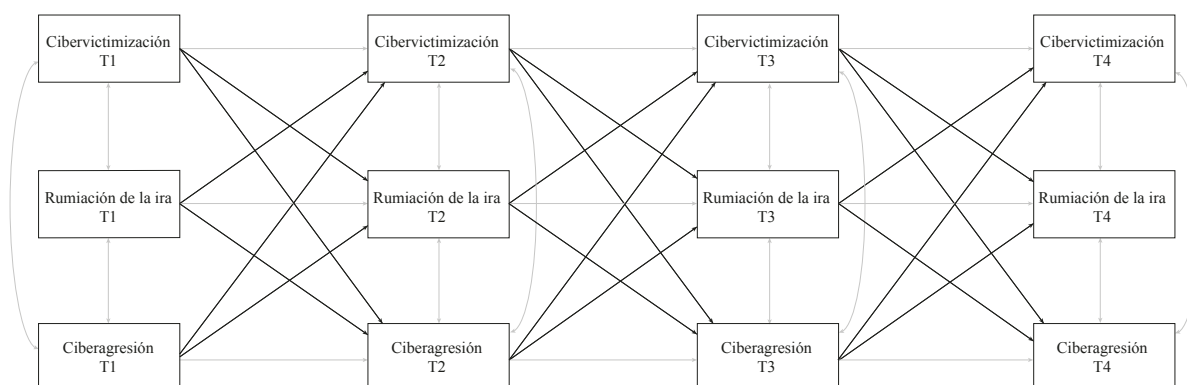 Cibervictimización
T1
Cibervictimización
T2
Cibervictimización
T3
Cibervictimización
T4
Rumiación de la ira
T1
Rumiación de la ira
T2
Rumiación de la ira
T3
Rumiación de la ira
T4
Ciberagresión
T1
Ciberagresión
T2
Ciberagresión
T3
Ciberagresión
T4